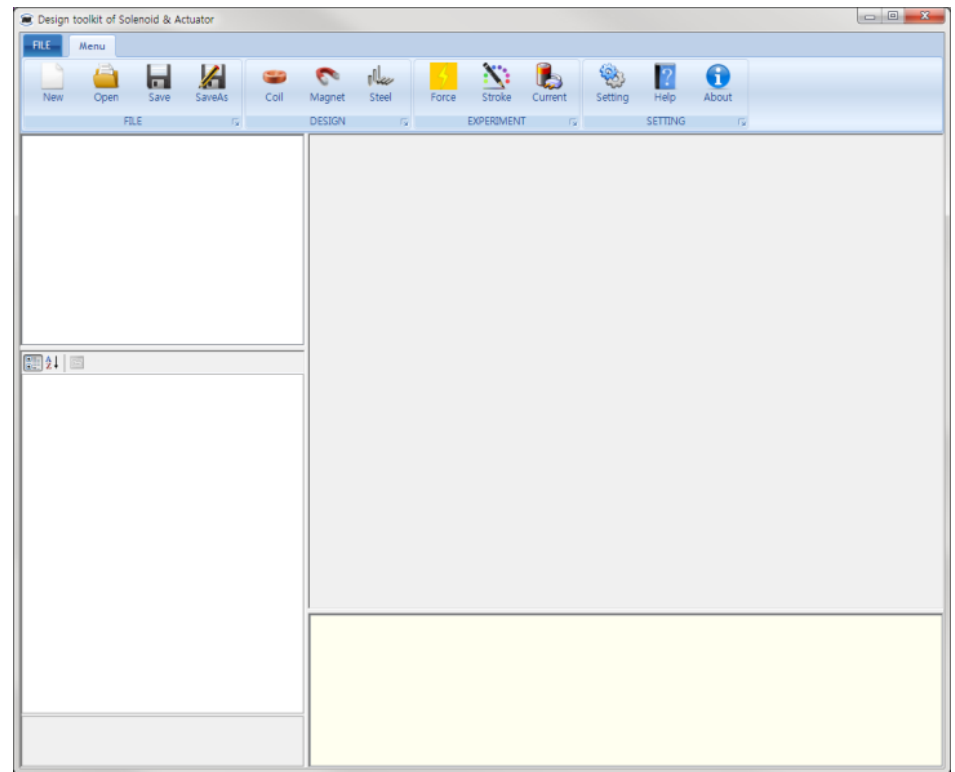 Design toolkit of Solenoid & Actuator
FILE Menu
New Open Save SaveAs Coil Magnet Steel Force Stroke Current Setting Help About
FILE DESIGN EXPERIMENT SETTING